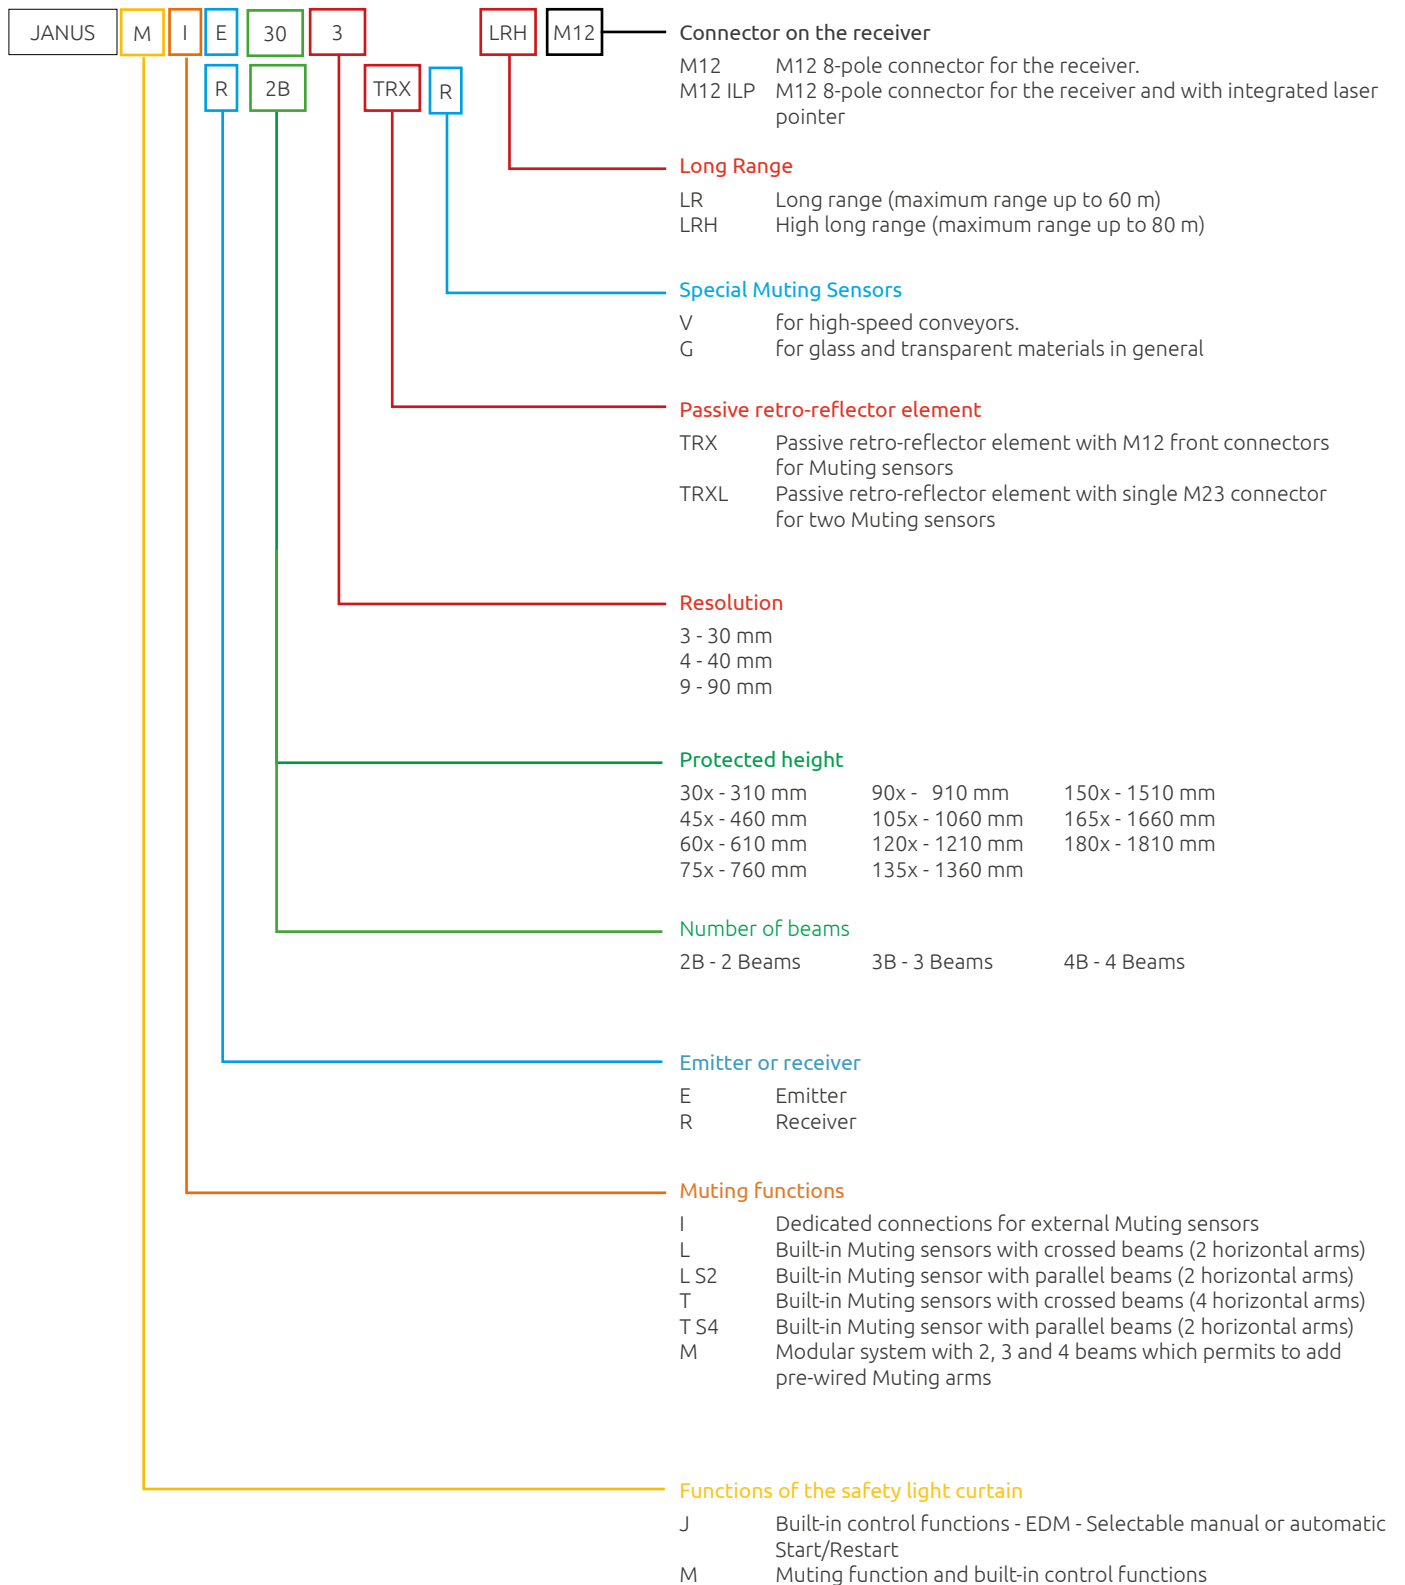 JANUS M I E 30 3 LRH M12
R 2B TRX R
Connector on the receiver
M12 M12 8-pole connector for the receiver.
M12 ILP M12 8-pole connector for the receiver and with integrated laser
pointer
Long Range
LR Long range (maximum range up to 60 m)
LRH High long range (maximum range up to 80 m)
Special Muting Sensors
V for high-speed conveyors.
G for glass and transparent materials in general
Passive retro-reflector element
TRX Passive retro-reflector element with M12 front connectors
for Muting sensors
TRXL Passive retro-reflector element with single M23 connector
for two Muting sensors
Resolution
3 - 30 mm
4 - 40 mm
9 - 90 mm
Protected height
30x - 310 mm 90x - 910 mm 150x - 1510 mm
45x - 460 mm 105x - 1060 mm 165x - 1660 mm
60x - 610 mm 120x - 1210 mm 180x - 1810 mm
75x - 760 mm 135x - 1360 mm
Number of beams
2B - 2 Beams 3B - 3 Beams 4B - 4 Beams
Emitter or receiver
E Emitter
R Receiver
Muting functions
I Dedicated connections for external Muting sensors
L Built-in Muting sensors with crossed beams (2 horizontal arms)
L S2 Built-in Muting sensor with parallel beams (2 horizontal arms)
T Built-in Muting sensors with crossed beams (4 horizontal arms)
T S4 Built-in Muting sensor with parallel beams (2 horizontal arms)
M Modular system with 2, 3 and 4 beams which permits to add
pre-wired Muting arms
Functions of the safety light curtain
J Built-in control functions - EDM - Selectable manual or automatic
Start/Restart
M Muting function and built-in control functions